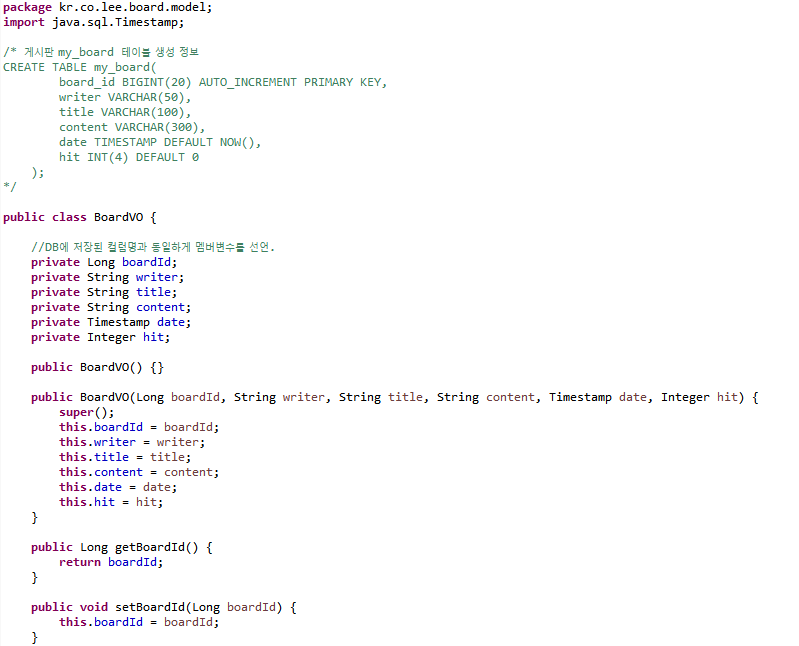 package kr.co.lee.board.model;
import java.sql.Timestamp;
/* 게시판 my_board 테이블 생성 정보
CREATE TABLE my_board(
board_id BIGINT(20) AUTO_INCREMENT PRIMARY KEY,
writer VARCHAR(50),
title VARCHAR(100),
content VARCHAR(300),
date TIMESTAMP DEFAULT NOW(),
hit INT(4) DEFAULT 0
);
*/
public class BoardVO {
//DB에 저장된 컬럼명과 동일하게 멤버변수를 선언.
private Long boardId;
private String writer;
private String title;
private String content;
private Timestamp date;
private Integer hit;
public BoardVO() {}
public BoardVO(Long boardId, String writer, String title, String content, Timestamp date, Integer hit) {
super();
this.boardId = boardId;
this.writer = writer;
this.title = title;
this.content = content;
this.date = date;
this.hit = hit;
}
public Long getBoardId() {
return boardId;
}
public void setBoardId(Long boardId) {
this.boardId = boardId;
}